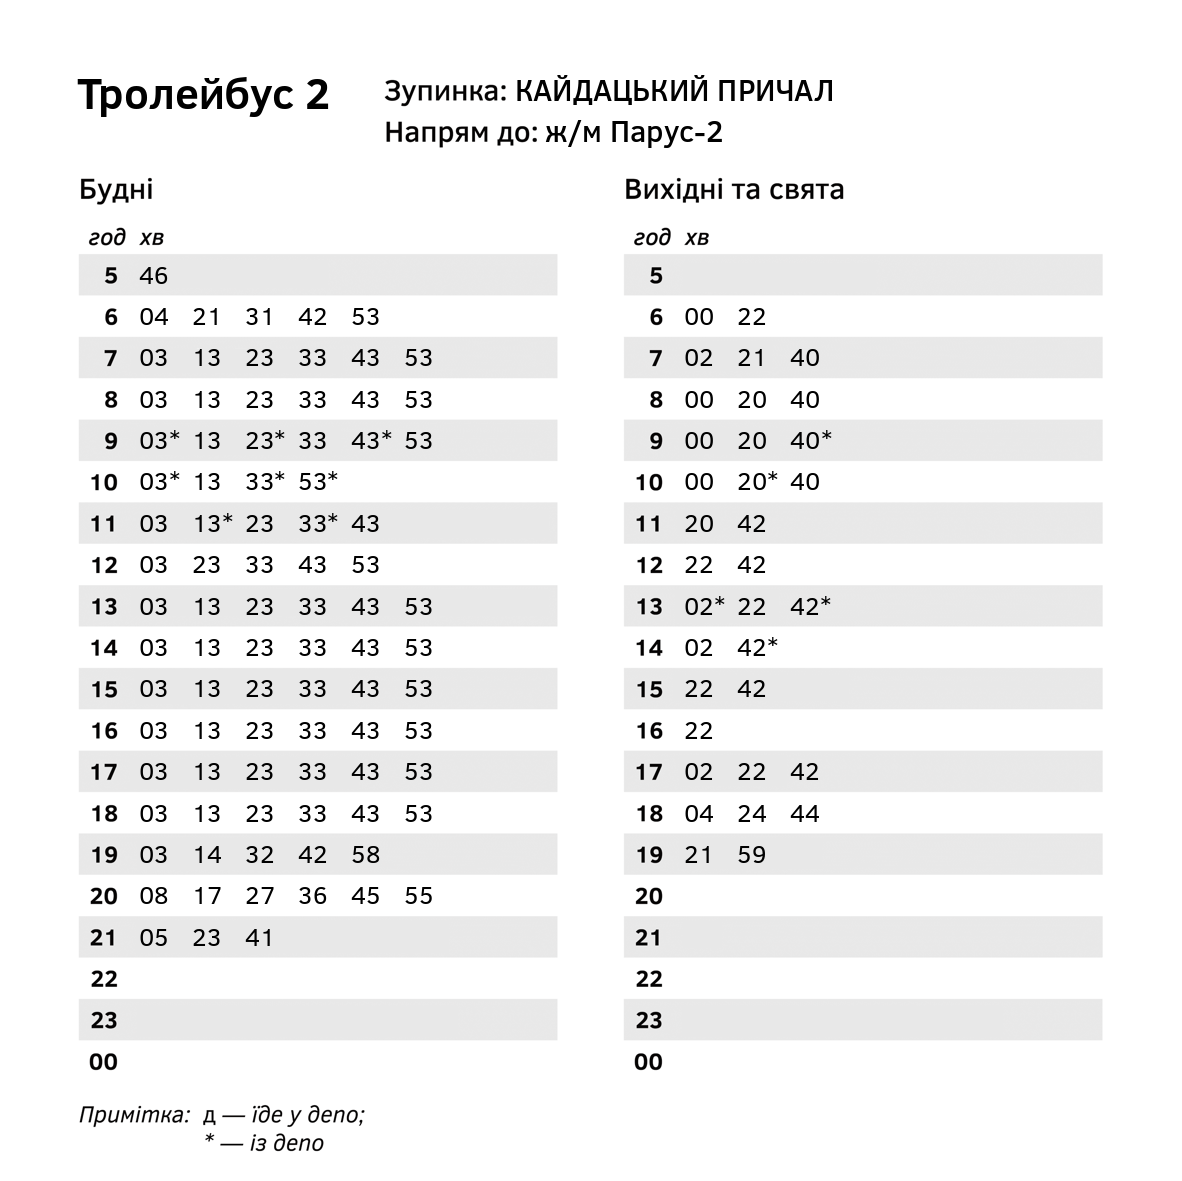 Тролейбус 2
Зупинка: КАЙДАЦЬКИЙ ПРИЧАЛ
Напрям до: ж/м Парус-2
Будні
год хв
5 46
6 04 21 31 42 53
7 03 13 23 33 43 53
8 03 13 23 33 43 53
9 03* 13 23* 33 43* 53
10 03* 13 33* 53*
11 03 13* 23 33* 43
12 03 23 33 43 53
13 03 13 23 33 43 53
14 03 13 23 33 43 53
15 03 13 23 33 43 53
16 03 13 23 33 43 53
17 03 13 23 33 43 53
18 03 13 23 33 43 53
19 03 14 32 42 58
20 08 17 27 36 45 55
21 05 23 41
22
23
00
Вихідні та свята
год хв
5
6 00 22
7 02 21 40
8 00 20 40
9 00 20 40*
10 00 20* 40
11 20 42
12 22 42
13 02* 22 42*
14 02 42*
15 22 42
16 22
17 02 22 42
18 04 24 44
19 21 59
20
21
22
23
00
Примітка: д — їде у депо;
* — із депо